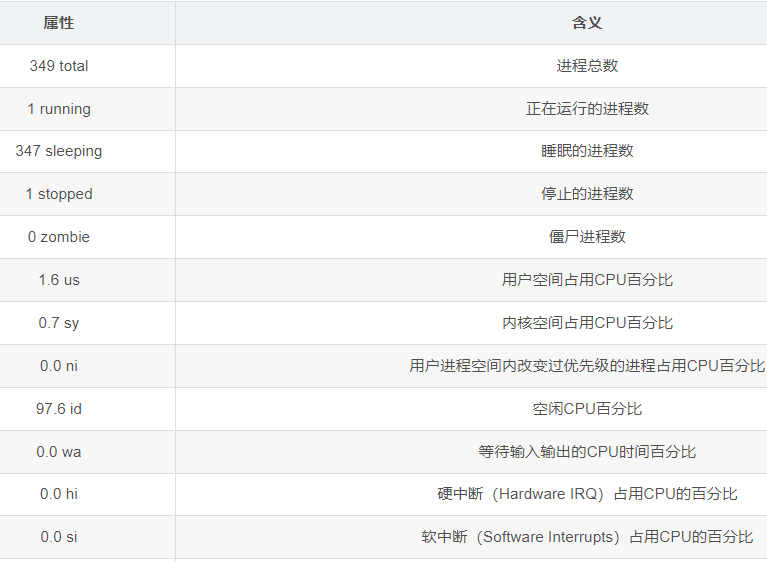 属性 含义
349 total 进程总数
1 running 正在运行的进程数
347 sleeping 睡眠的进程数
1 stopped 停止的进程数
0 zombie 僵尸进程数
1.6 us 用户空间占用CPU百分比
0.7 sy 内核空间占用CPU百分比
0.0 ni 用户进程空间内改变过优先级的进程占用CPU百分比
97.6 id 空闲CPU百分比
0.0 wa 等待输入输出的CPU时间百分比
0.0 hi 硬中断（Hardware IRQ）占用CPU的百分比
0.0 si 软中断（Software Interrupts）占用CPU的百分比